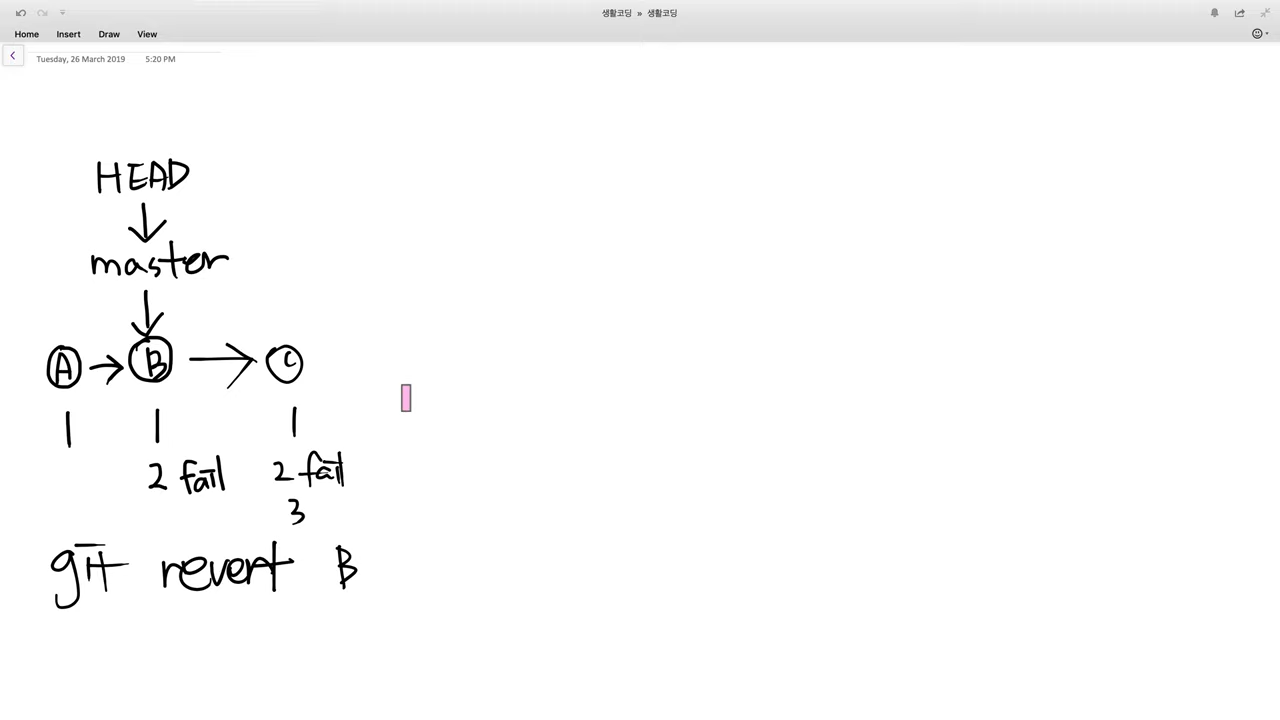 생활코딩 » 생활코딩
Home Insert Draw View
Tuesday, 26 March 2019 5:20 PM
HEAD
master
A B C
1 1 1
2 fail 2 fail
3
git revert B